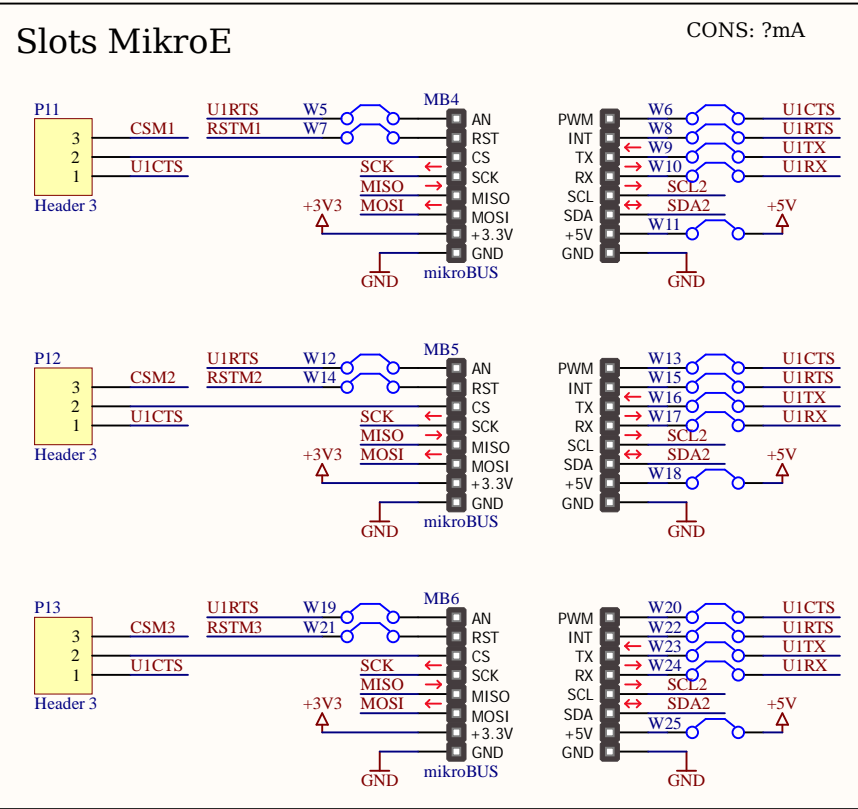 Slots MikroE
CONS: ?mA
P11
3
2
1
Header 3
CSM1
U1CTS
U1RTS
RSTM1
W5
W7
SCK
MISO
MOSI
+3V3
GND
MB4
AN
RST
CS
SCK
MISO
MOSI
+3.3V
GND
mikroBUS
PWM
INT
TX
RX
SCL
SDA
+5V
GND
W6
W8
W9
W10
SCL2
SDA2
W11
GND
U1CTS
U1RTS
U1TX
U1RX
+5V
P12
3
2
1
Header 3
CSM2
U1CTS
U1RTS
RSTM2
W12
W14
SCK
MISO
MOSI
+3V3
GND
MB5
AN
RST
CS
SCK
MISO
MOSI
+3.3V
GND
mikroBUS
PWM
INT
TX
RX
SCL
SDA
+5V
GND
W13
W15
W16
W17
SCL2
SDA2
W18
GND
U1CTS
U1RTS
U1TX
U1RX
+5V
P13
3
2
1
Header 3
CSM3
U1CTS
U1RTS
RSTM3
W19
W21
SCK
MISO
MOSI
+3V3
GND
MB6
AN
RST
CS
SCK
MISO
MOSI
+3.3V
GND
mikroBUS
PWM
INT
TX
RX
SCL
SDA
+5V
GND
W20
W22
W23
W24
SCL2
SDA2
W25
GND
U1CTS
U1RTS
U1TX
U1RX
+5V